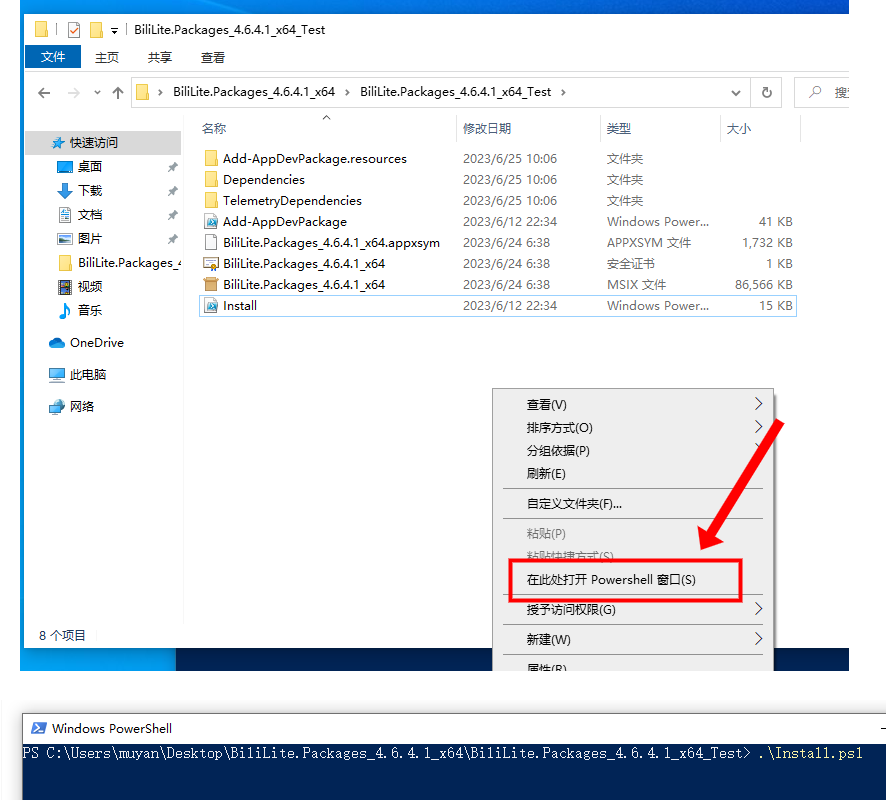 BiliLite.Packages_4.6.4.1_x64_Test
文件 主页 共享 查看
BiliLite.Packages_4.6.4.1_x64 BiliLite.Packages_4.6.4.1_x64_Test
名称 修改日期 类型 大小
快速访问
桌面
下载
文档
图片
BiliLite.Packages_4
视频
音乐
OneDrive
此电脑
网络
Add-AppDevPackage.resources 2023/6/25 10:06 文件夹
Dependencies 2023/6/25 10:06 文件夹
TelemetryDependencies 2023/6/25 10:06 文件夹
Add-AppDevPackage 2023/6/12 22:34 Windows Power... 41 KB
BiliLite.Packages_4.6.4.1_x64.appxsym 2023/6/24 6:38 APPXSYM 文件 1,732 KB
BiliLite.Packages_4.6.4.1_x64 2023/6/24 6:38 安全证书 1 KB
BiliLite.Packages_4.6.4.1_x64 2023/6/24 6:38 MSIX 文件 86,566 KB
Install 2023/6/12 22:34 Windows Power... 15 KB
查看(V)
排序方式(O)
分组依据(P)
刷新(E)
自定义文件夹(F)...
粘贴(P)
粘贴快捷方式(S)
在此处打开 Powershell 窗口(S)
授予访问权限(G)
新建(W)
属性(R)
8 个项目
Windows PowerShell
PS C:\Users\muyan\Desktop\BiliLite.Packages_4.6.4.1_x64\BiliLite.Packages_4.6.4.1_x64_Test> .\Install.ps1